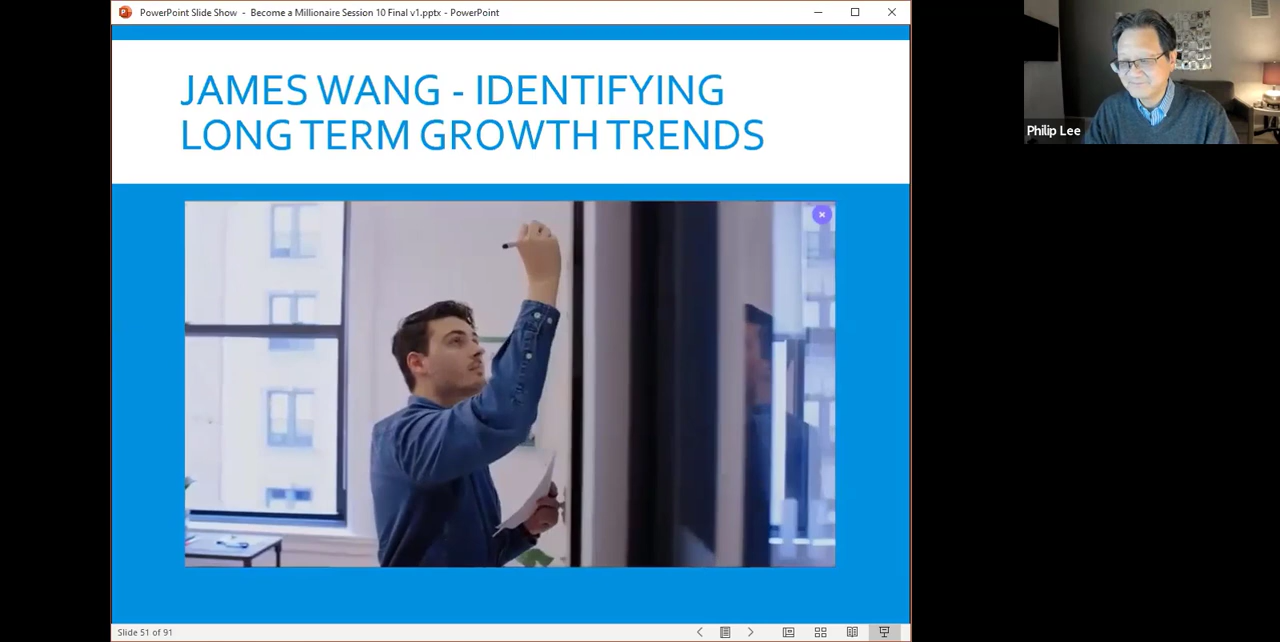 PowerPoint Slide Show - Become a Millionaire Session 10 Final v1.pptx - PowerPoint
JAMES WANG - IDENTIFYING
LONG TERM GROWTH TRENDS
Philip Lee
Slide 51 of 91